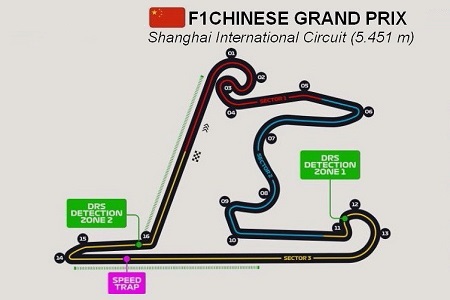 F1CHINESE GRAND PRIX
Shanghai International Circuit (5.451 m)
01
02
03
SECTOR 1
05
04
06
07
SECTOR 2
DRS
DETECTION
ZONE 1
08
09
10
12
11
13
DRS
DETECTION
ZONE 2
15
16
14
SECTOR 3
SPEED
TRAP